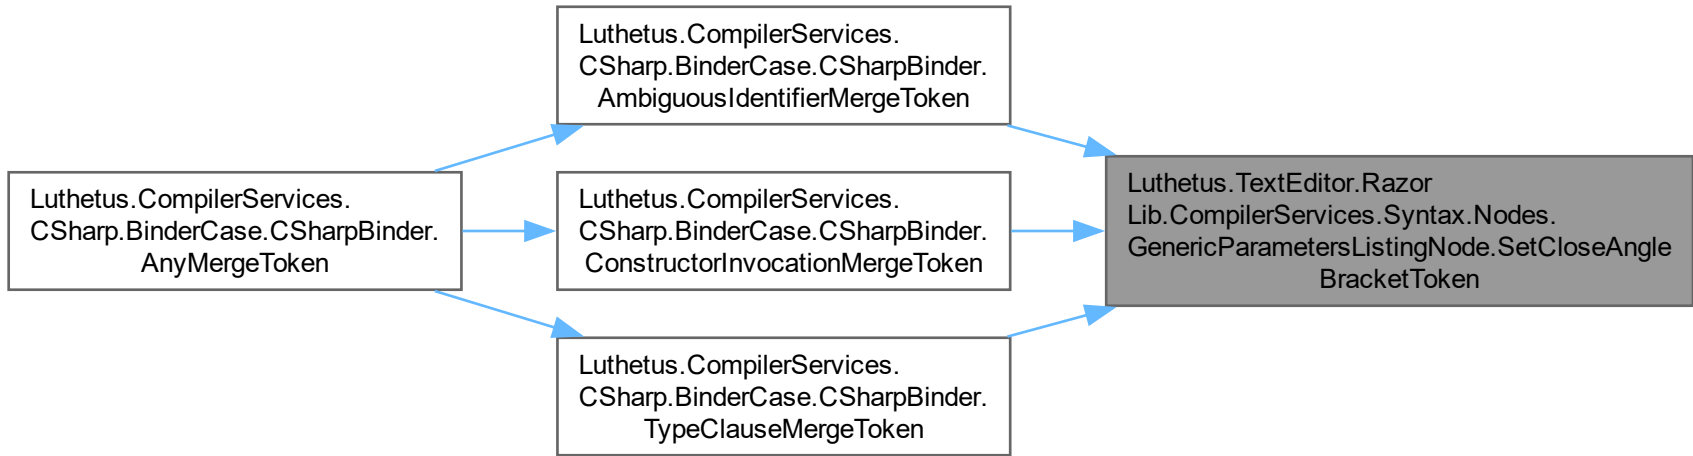 Luthetus.CompilerServices.
CSharp.BinderCase.CSharpBinder.
AmbiguousIdentifierMergeToken
Luthetus.CompilerServices.
CSharp.BinderCase.CSharpBinder.
AnyMergeToken
Luthetus.CompilerServices.
CSharp.BinderCase.CSharpBinder.
ConstructorInvocationMergeToken
Luthetus.TextEditor.Razor
Lib.CompilerServices.Syntax.Nodes.
GenericParametersListingNode.SetCloseAngle
BracketToken
Luthetus.CompilerServices.
CSharp.BinderCase.CSharpBinder.
TypeClauseMergeToken